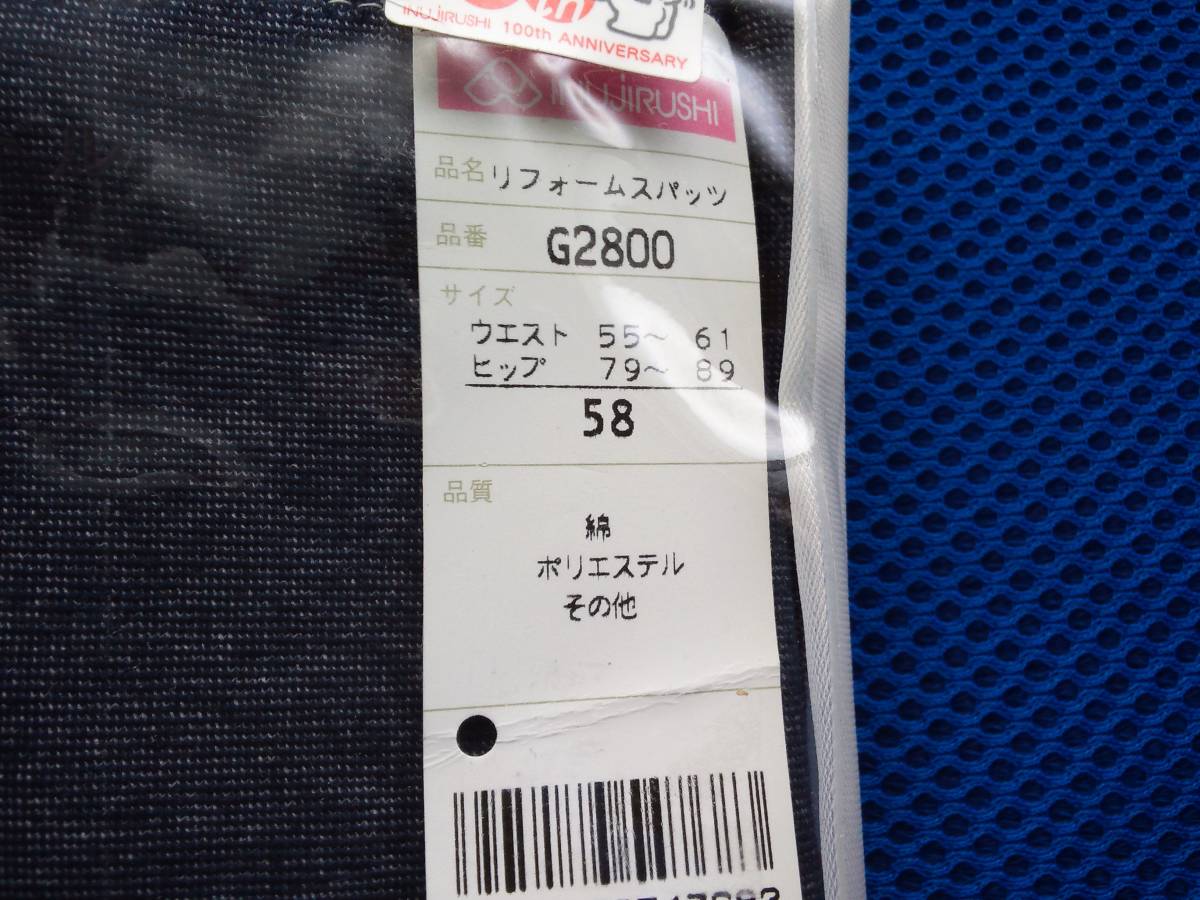 INUJIRUSHI 100th ANNIVERSARY
INUJIRUSHI
品名 リフォームスパッツ
品番 G2800
サイズ
ウエスト 55~ 61
ヒップ 79~ 89
58
品質
綿
ポリエステル
その他